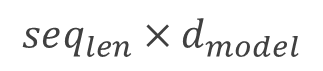 seq_len × d_model